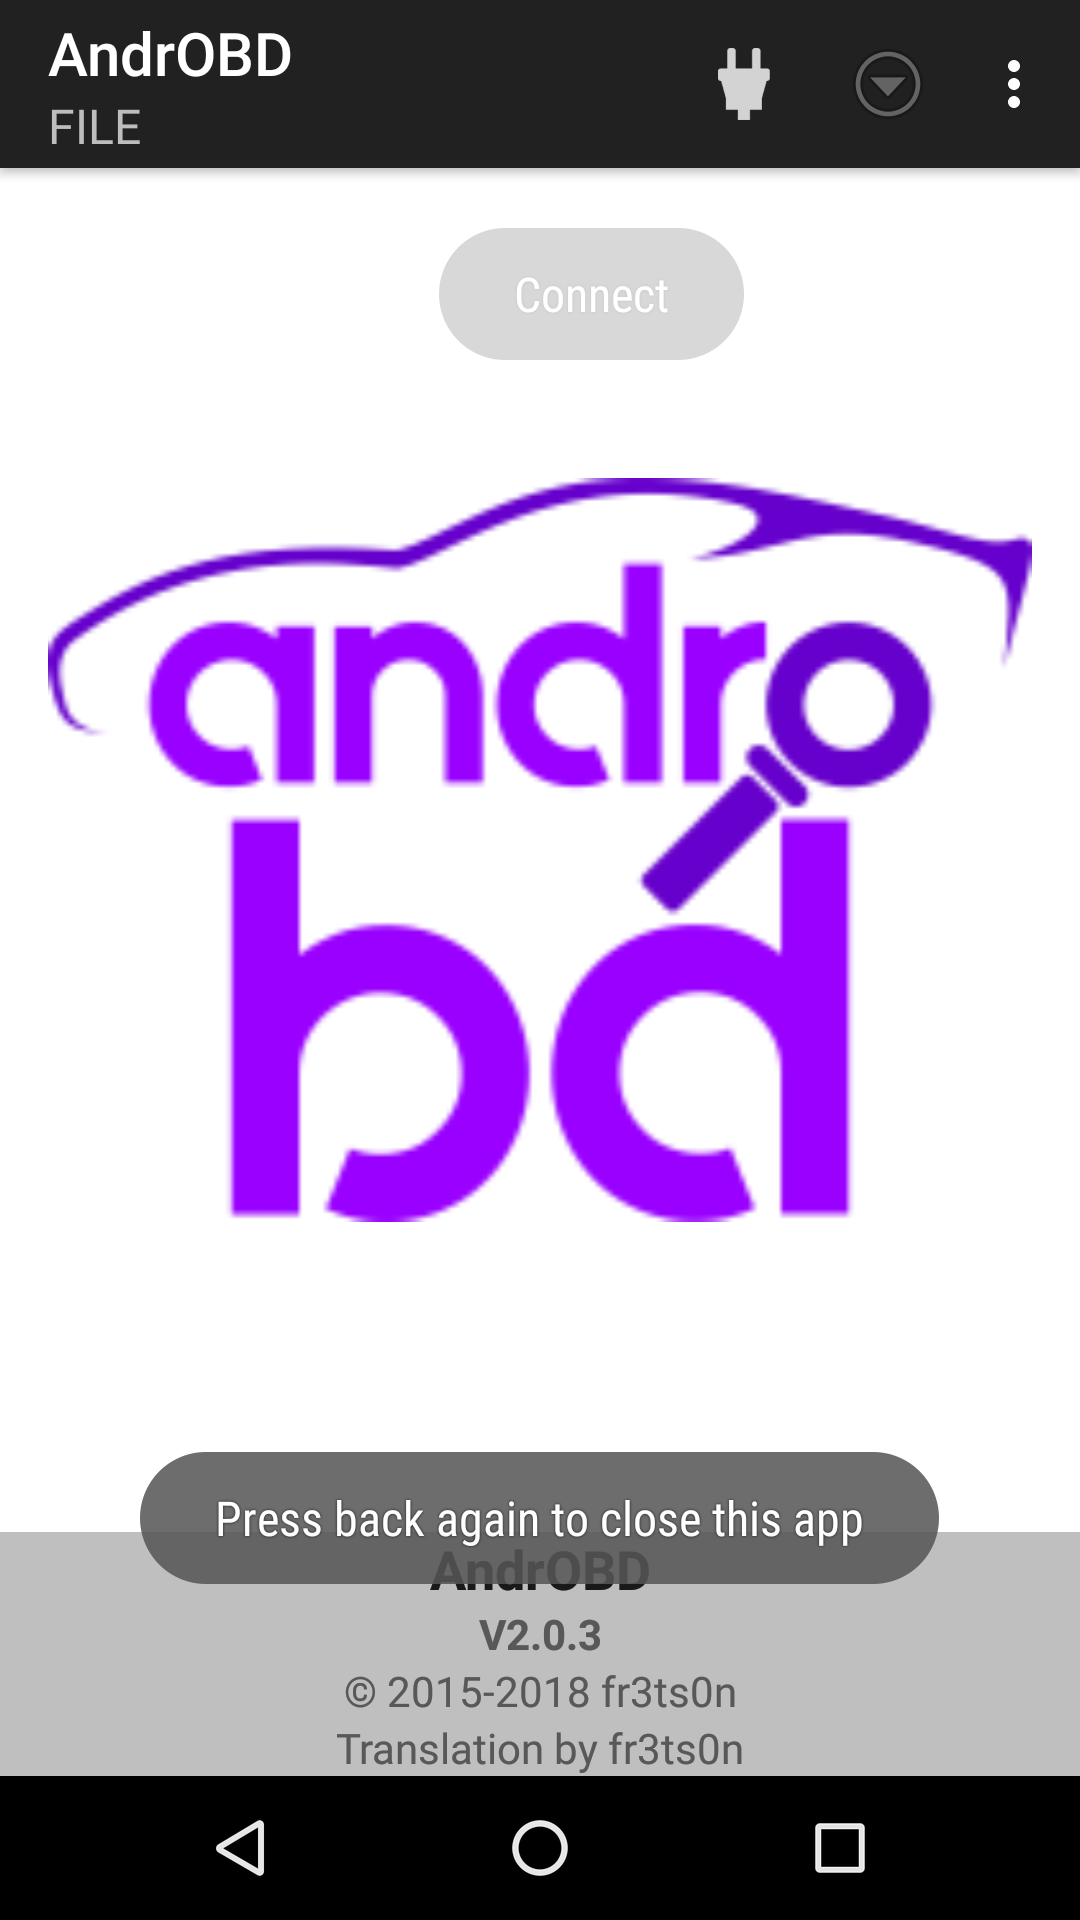 AndrOBD
FILE
Connect
andro
bd
Press back again to close this app
AndrOBD
V2.0.3
© 2015-2018 fr3ts0n
Translation by fr3ts0n